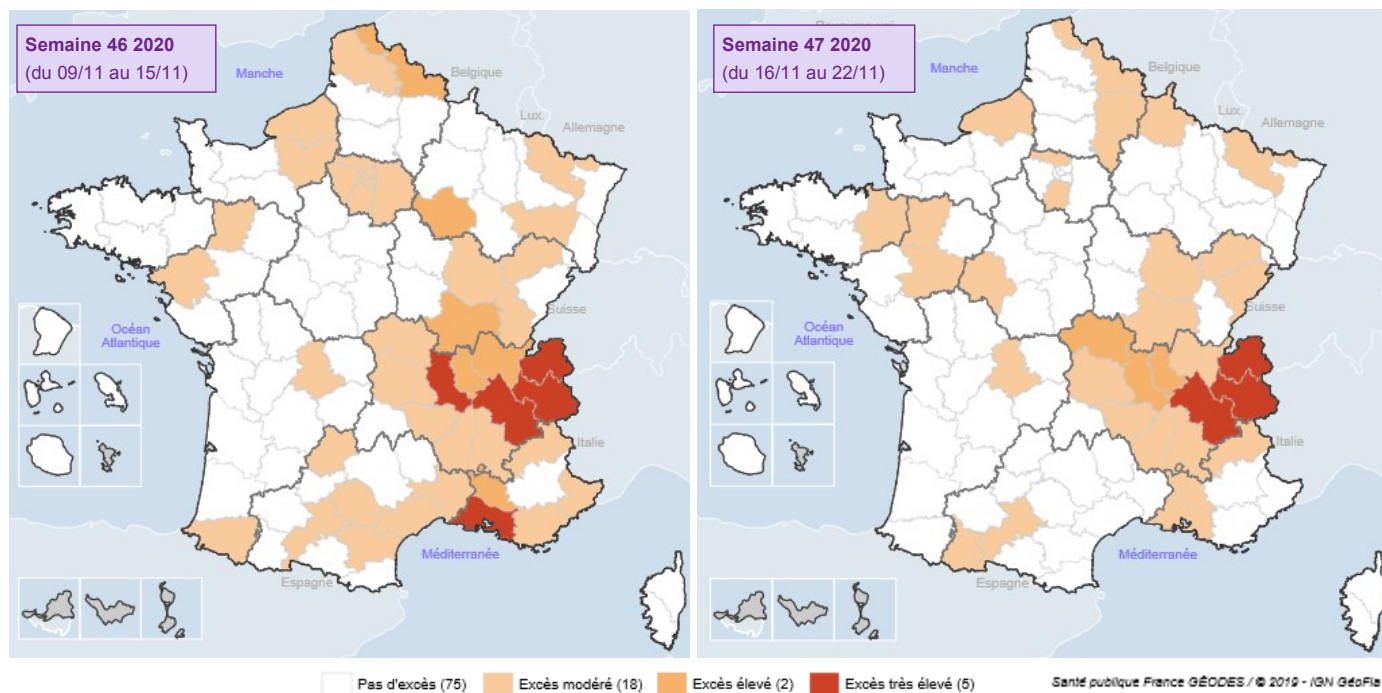 Semaine 46 2020
(du 09/11 au 15/11)
Manche
Belgique
Lux.
Allemagne
Suisse
Océan
Atlantique
Italie
Méditerranée
Espagne
Royaume-uni
Semaine 47 2020
(du 16/11 au 22/11)
Manche
Belgique
Lux.
Allemagne
Suisse
Océan
Atlantique
Italie
Méditerranée
Espagne
Pas d'excès (75) Excès modéré (18) Excès élevé (2) Excès très élevé (5) Santé publique France GÉODES / © 2019 - IGN GéoFla